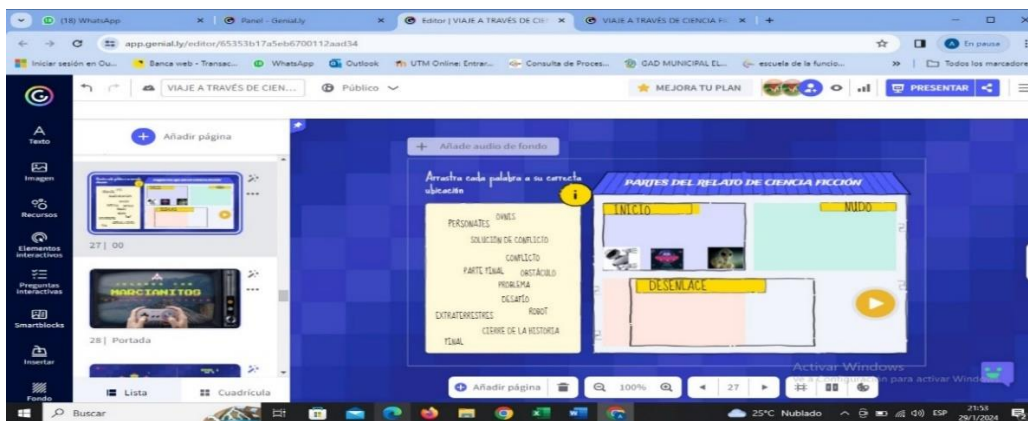 (18) WhatsApp
Panel - Genially
Editor | VIAJE A TRAVÉS DE CIE
VIAJE A TRAVÉS DE CIENCIA FI
app.genial.ly/editor/65353b17a5eb6700112aad34
En pausa
Iniciar sesión en Ou...
Banca web - Transac...
WhatsApp
Outlook
UTM Online: Entrar...
Consulta de Proces...
GAD MUNICIPAL EL...
escuela de la funcio...
Todos los marcadore
VIAJE A TRAVÉS DE CIEN...
Público
MEJORA TU PLAN
PRESENTAR
Texto
Imagen
Recursos
Elementos
interactivos
Preguntas
interactivas
Smartblocks
Insertar
Fondo
Añadir página
27 | 00
MARCIANITOS
28 | Portada
Lista
Cuadrícula
Añade audio de fondo
Arrastra cada palabra a su correcta
ubicación
PERSONAJES
OVNIS
SOLUCIÓN DE CONFLICTO
CONFLICTO
PARTE FINAL
OBSTÁCULO
PROBLEMA
DESAFÍO
EXTRATERRESTRES
ROBOT
CIERRE DE LA HISTORIA
FINAL
PARTES DEL RELATO DE CIENCIA FICCIÓN
INICIO
NUDO
DESENLACE
Activar Windows
Ve a Configuración para activar Wind
Añadir página
100%
27
Buscar
25°C Nublado
ESP
21:53
29/1/2024